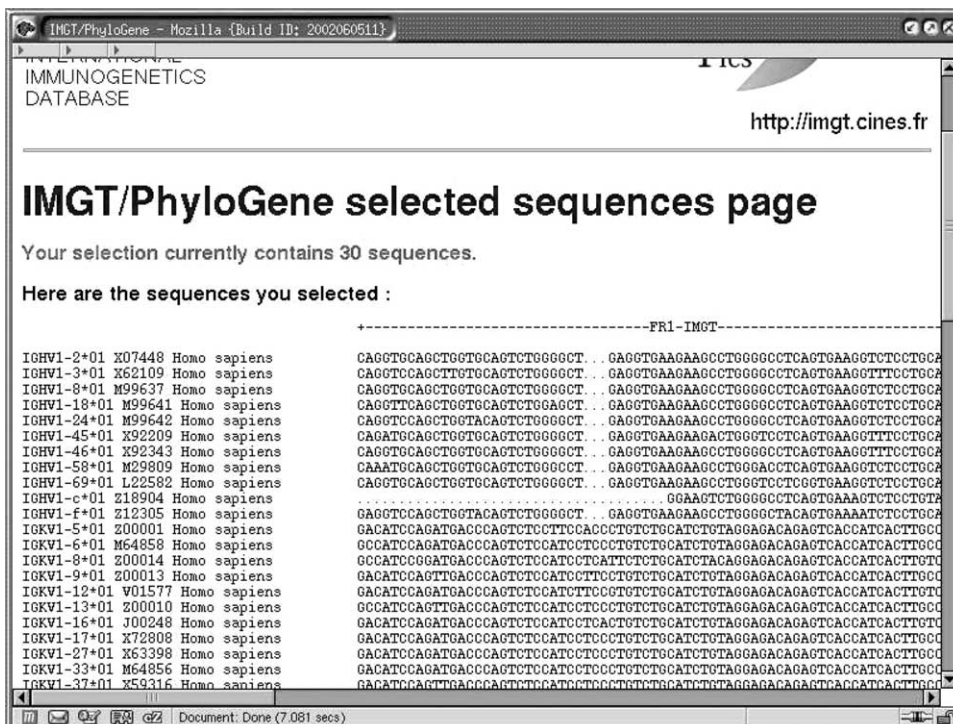 IMGT/PhyloGene - Mozilla {Build ID: 2002060511}
INTERNATIONAL
IMMUNOGENETICS
DATABASE
http://imgt.cines.fr
IMGT/PhyloGene selected sequences page
Your selection currently contains 30 sequences.
Here are the sequences you selected :
+----------------------------------FR1-IMGT---------------------------
IGHV1-2*01 X07448 Homo sapiens CAGGTGCAGCTGGTGCAGTCTGGGGCT...GAGGTGAAGAAGCCTGGGGCCTCAGTGAAGGTCTCCTGCA
IGHV1-3*01 X62109 Homo sapiens CAGGTCCAGCTTGTGCAGTCTGGGGCT...GAGGTGAAGAAGCCTGGGGCCTCAGTGAAGGTTTCCTGCA
IGHV1-8*01 M99637 Homo sapiens CAGGTGCAGCTGGTGCAGTCTGGGGCT...GAGGTGAAGAAGCCTGGGGCCTCAGTGAAGGTCTCCTGCA
IGHV1-18*01 M99641 Homo sapiens CAGGTTCAGCTGGTGCAGTCTGGAGCT...GAGGTGAAGAAGCCTGGGGCCTCAGTGAAGGTCTCCTGCA
IGHV1-24*01 M99642 Homo sapiens CAGGTCCAGCTGGTACAGTCTGGGGCT...GAGGTGAAGAAGCCTGGGGCCTCAGTGAAGGTCTCCTGCA
IGHV1-45*01 X92209 Homo sapiens CAGATGCAGCTGGTGCAGTCTGGGGCT...GAGGTGAAGAAGACTGGGTCCTCAGTGAAGGTTTCCTGCA
IGHV1-46*01 X92343 Homo sapiens CAGGTGCAGCTGGTGCAGTCTGGGGCT...GAGGTGAAGAAGCCTGGGGCCTCAGTGAAGGTTTCCTGCA
IGHV1-58*01 M29809 Homo sapiens CAAATGCAGCTGGTGCAGTCTGGGCCT...GAGGTGAAGAAGCCTGGGACCTCAGTGAAGGTCTCCTGCA
IGHV1-69*01 L22582 Homo sapiens CAGGTGCAGCTGGTGCAGTCTGGGGCT...GAGGTGAAGAAGCCTGGGTCCTCGGTGAAGGTCTCCTGCA
IGHV1-c*01 Z18904 Homo sapiens .....................................GGAAGTCTGGGGCCTCAGTGAAAGTCTCCTGTA
IGHV1-f*01 Z12305 Homo sapiens GAGGTCCAGCTGGTACAGTCTGGGGCT...GAGGTGAAGAAGCCTGGGGCTACAGTGAAAATCTCCTGCA
IGKV1-5*01 Z00001 Homo sapiens GACATCCAGATGACCCAGTCTCCTTCCACCCTGTCTGCATCTGTAGGAGACAGAGTCACCATCACTTGCC
IGKV1-6*01 M64858 Homo sapiens GCCATCCAGATGACCCAGTCTCCATCCTCCCTGTCTGCATCTGTAGGAGACAGAGTCACCATCACTTGCC
IGKV1-8*01 Z00014 Homo sapiens GCCATCCGGATGACCCAGTCTCCATCCTCATTCTCTGCATCTACAGGAGACAGAGTCACCATCACTTGTC
IGKV1-9*01 Z00013 Homo sapiens GACATCCAGTTGACCCAGTCTCCATCCTTCCTGTCTGCATCTGTAGGAGACAGAGTCACCATCACTTGCC
IGKV1-12*01 V01577 Homo sapiens GACATCCAGATGACCCAGTCTCCATCTTCCGTGTCTGCATCTGTAGGAGACAGAGTCACCATCACTTGTC
IGKV1-13*01 Z00010 Homo sapiens GCCATCCAGTTGACCCAGTCTCCATCCTCCCTGTCTGCATCTGTAGGAGACAGAGTCACCATCACTTGCC
IGKV1-16*01 J00248 Homo sapiens GACATCCAGATGACCCAGTCTCCATCCTCACTGTCTGCATCTGTAGGAGACAGAGTCACCATCACTTGTC
IGKV1-17*01 X72808 Homo sapiens GACATCCAGATGACCCAGTCTCCATCCTCCCTGTCTGCATCTGTAGGAGACAGAGTCACCATCACTTGCC
IGKV1-27*01 X63398 Homo sapiens GACATCCAGATGACCCAGTCTCCATCCTCCCTGTCTGCATCTGTAGGAGACAGAGTCACCATCACTTGCC
IGKV1-33*01 M64856 Homo sapiens GACATCCAGATGACCCAGTCTCCATCCTCCCTGTCTGCATCTGTAGGAGACAGAGTCACCATCACTTGCC
IGKV1-37*01 X59316 Homo sapiens GACATCCAGTTGACCCAGTCTCCATCCTCCCTGTCTGCATCTGTAGGAGACAGAGTCACCATCACTTGCC
Document: Done (7.081 secs)